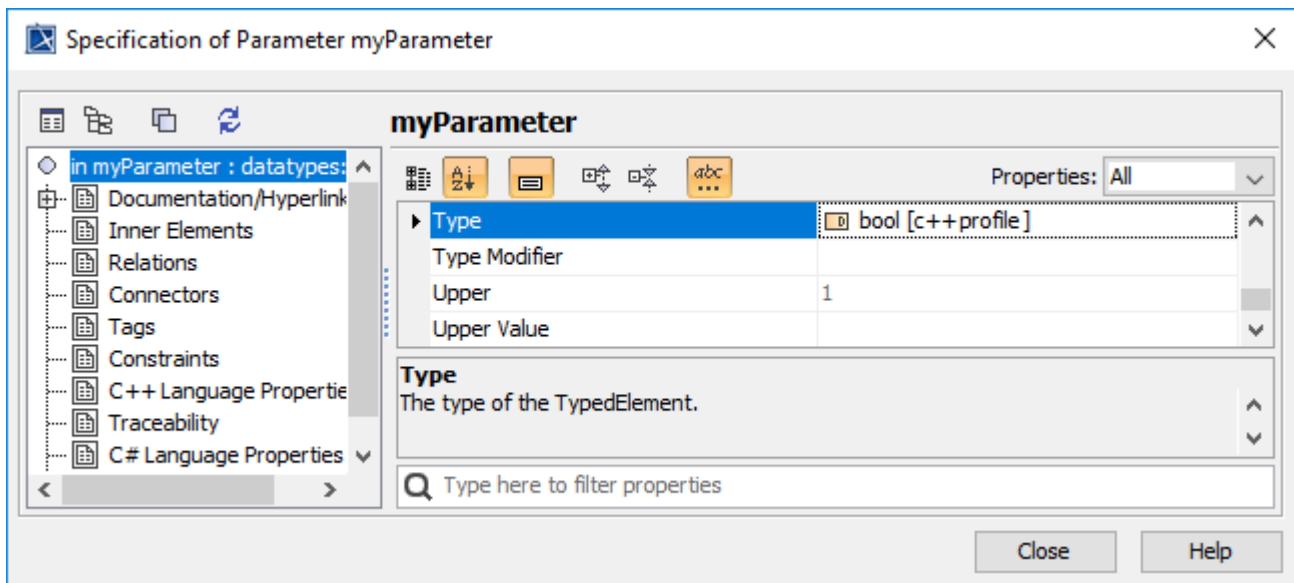 Specification of Parameter myParameter
myParameter
in myParameter : datatypes:
Documentation/Hyperlink
Inner Elements
Relations
Connectors
Tags
Constraints
C++ Language Propertie
Traceability
C# Language Properties
A
Z
abc
...
Properties: All
Type
D bool [c++profile]
Type Modifier
Upper 1
Upper Value
Type
The type of the TypedElement.
Type here to filter properties
Close Help